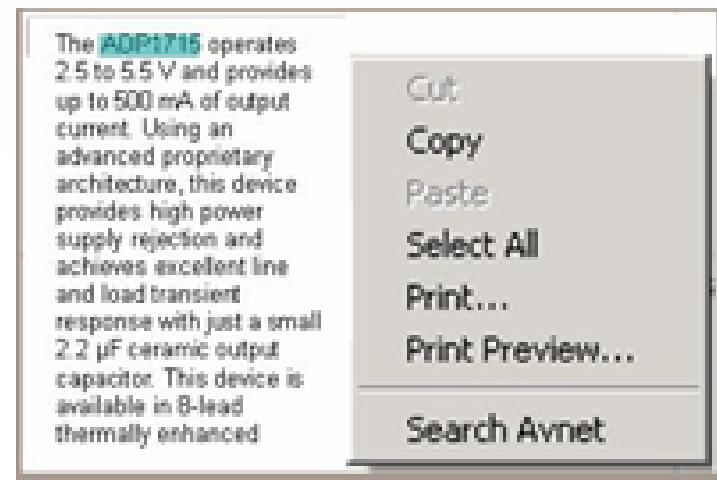 The ADP1715 operates
2.5 to 5.5 V and provides
up to 500 mA of output
current. Using an
advanced proprietary
architecture, this device
provides high power
supply rejection and
achieves excellent line
and load transient
response with just a small
2.2 µF ceramic output
capacitor. This device is
available in 8-lead
thermally enhanced
Cut
Copy
Paste
Select All
Print...
Print Preview...
Search Avnet